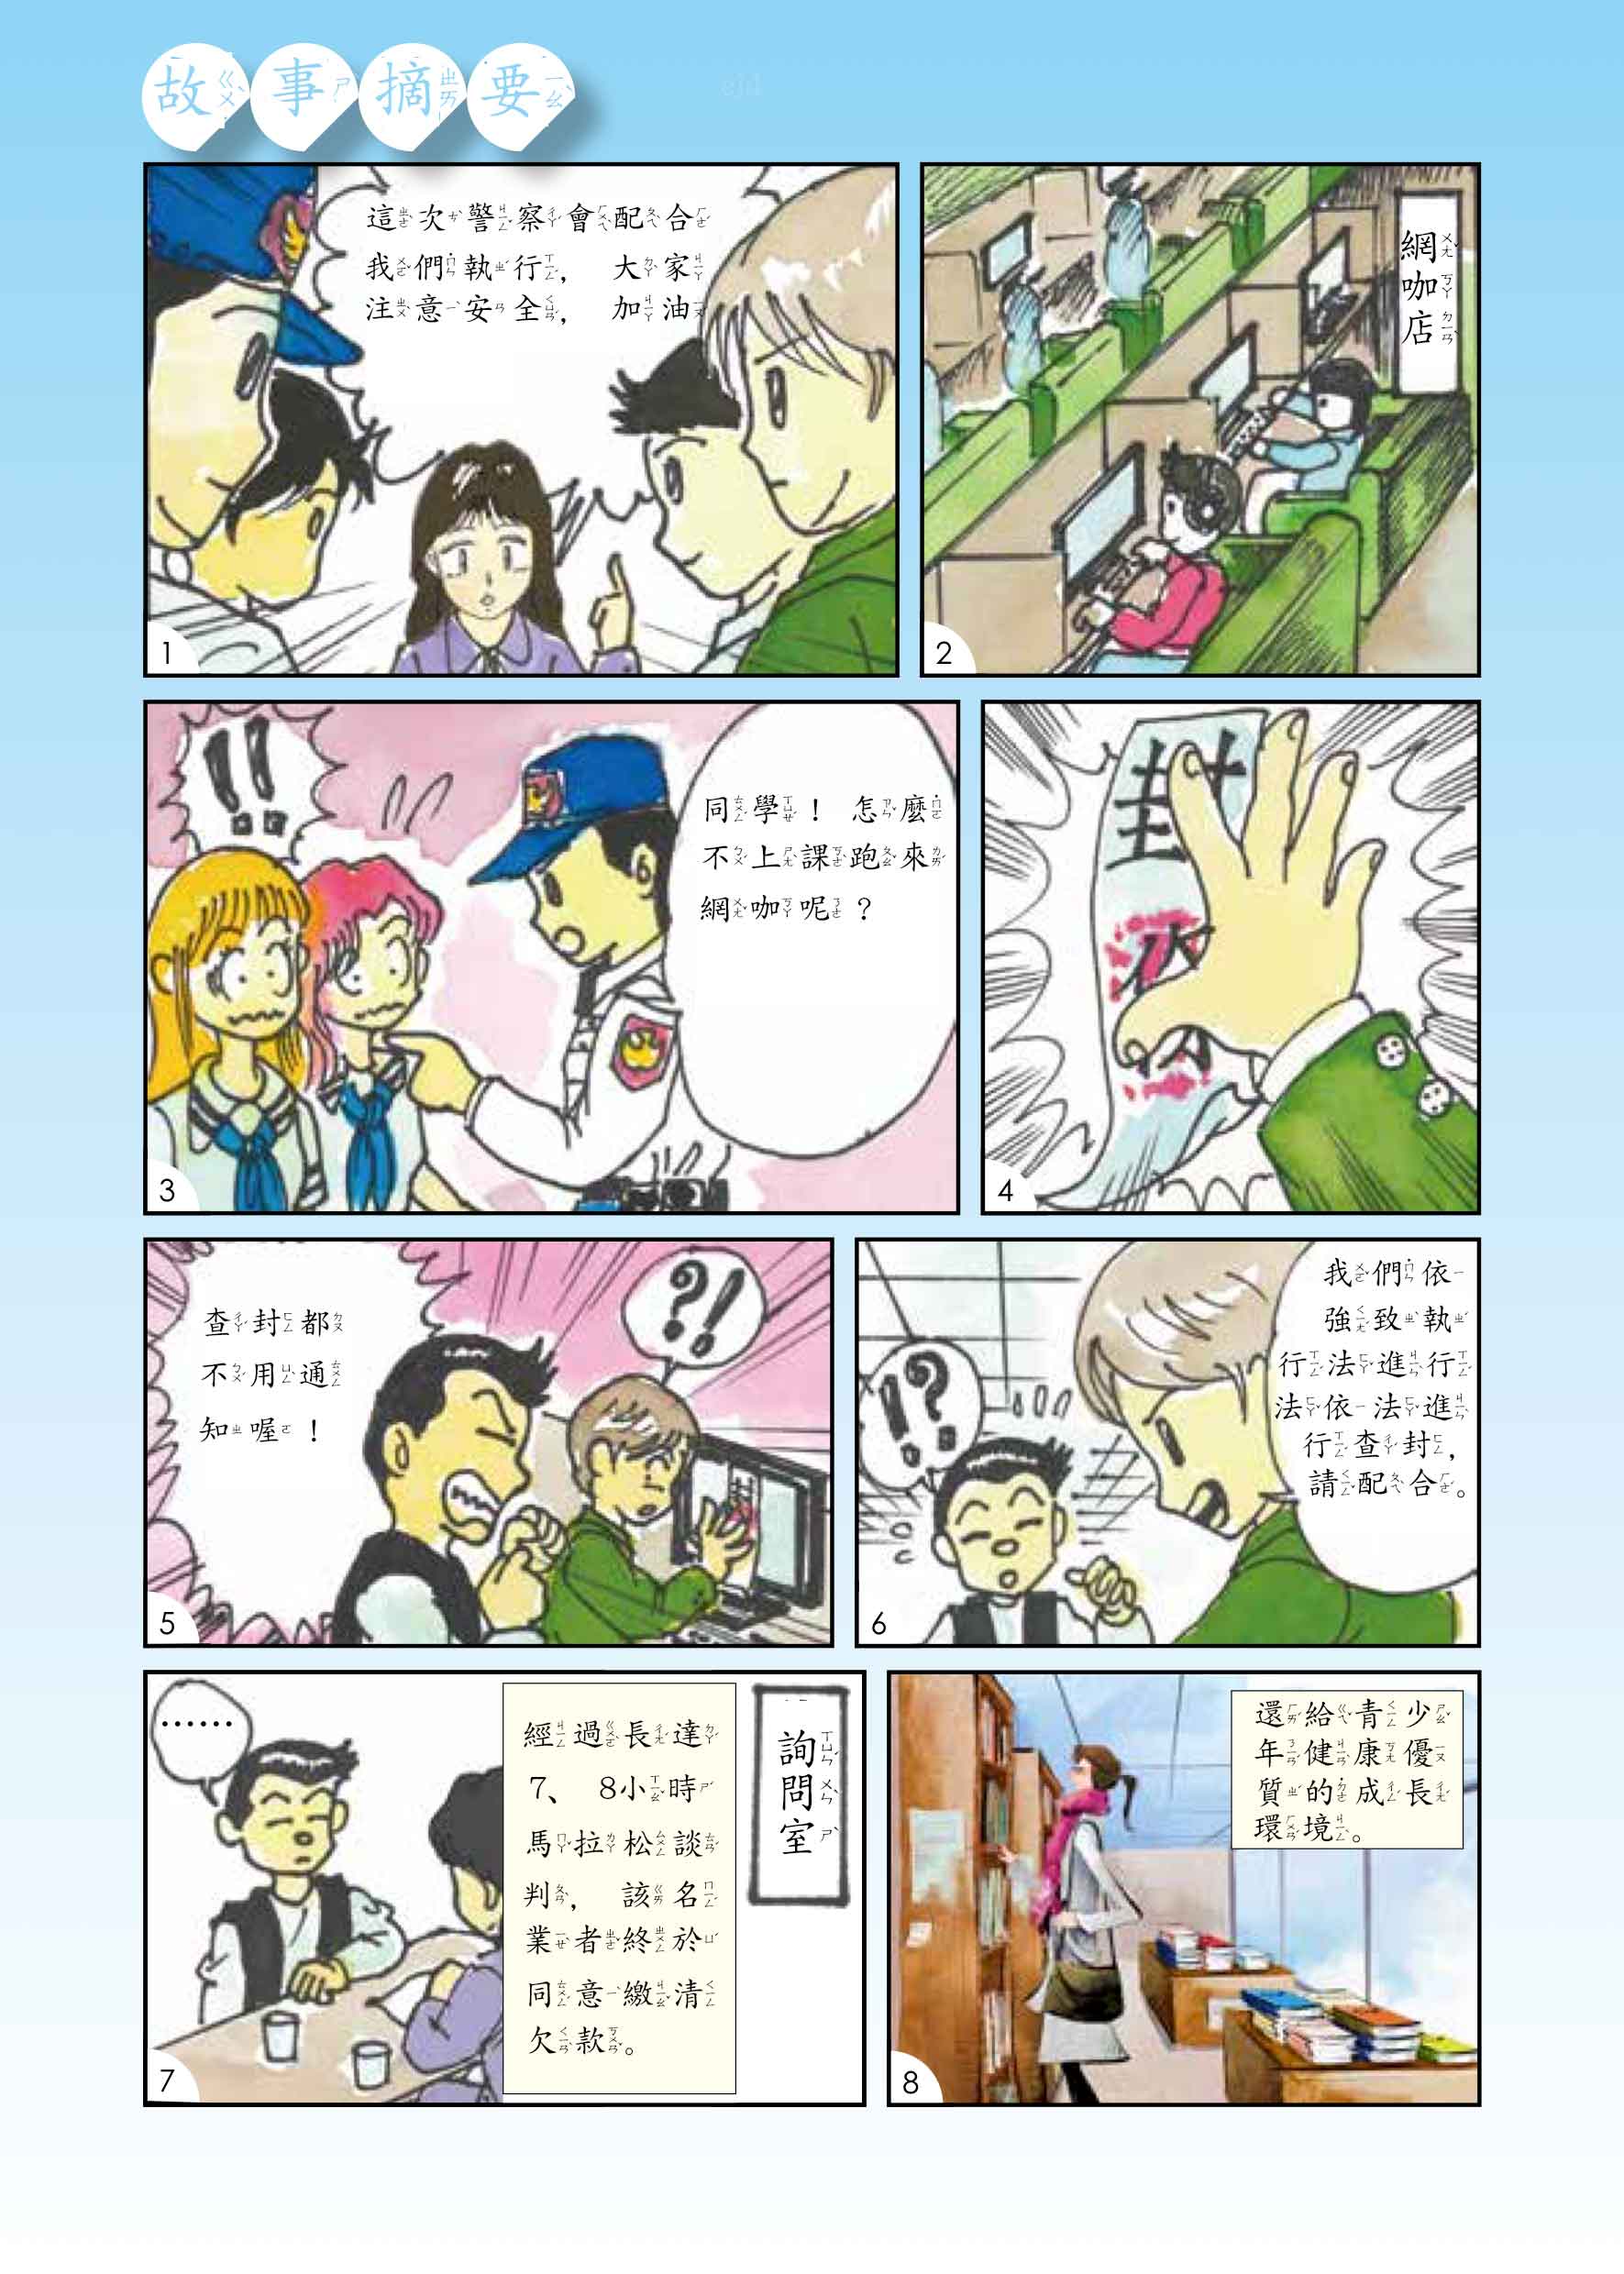 故事摘要
這次警察會配合
我們執行，大家
注意安全，加油
1
網咖店
2
!!
同學！怎麼
不上課跑來
網咖呢？
3
封
4
查封都
不用通
知喔！
?!
封
5
我們依
強致執
行法進行
法依法進
行查封，
請配合。
!?
6
……
經過長達
7、8小時
馬拉松談
判，該名
業者終於
同意繳清
欠款。
詢問室
7
還給青少
年健康優
質的成長
環境。
8